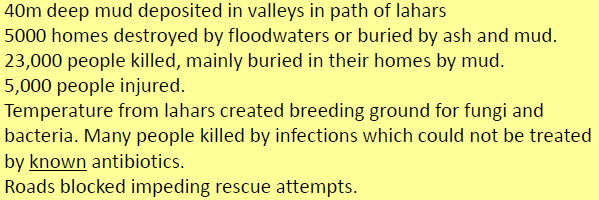 40m deep mud deposited in valleys in path of lahars
5000 homes destroyed by floodwaters or buried by ash and mud.
23,000 people killed, mainly buried in their homes by mud.
5,000 people injured.
Temperature from lahars created breeding ground for fungi and
bacteria. Many people killed by infections which could not be treated
by known antibiotics.
Roads blocked impeding rescue attempts.